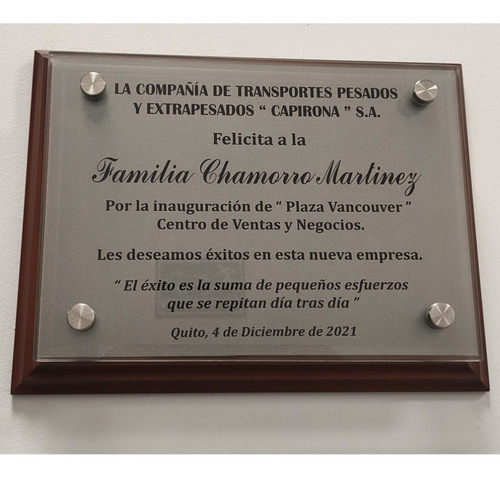 LA COMPAÑÍA DE TRANSPORTES PESADOS
Y EXTRAPESADOS “ CAPIRONA ” S.A.
Felicita a la
Familia Chamorro Martinez
Por la inauguración de “ Plaza Vancouver ”
Centro de Ventas y Negocios.
Les deseamos éxitos en esta nueva empresa.
“ El éxito es la suma de pequeños esfuerzos
que se repitan día tras día ”
Quito, 4 de Diciembre de 2021